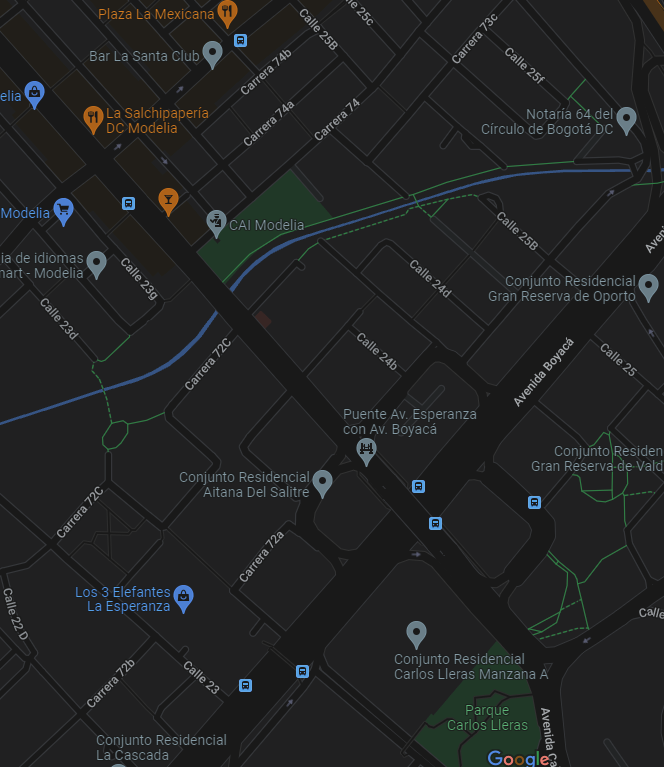 Plaza La Mexicana
Calle 25B
Calle 25c
Carrera 73c
Bar La Santa Club
Carrera 74b
Calle 25f
elia
La Salchipapería
DC Modelia
Carrera 74a
Carrera 74
Notaría 64 del
Círculo de Bogotá DC
Modelia
CAI Modelia
Calle 25B
Aveni
ia de idiomas
mart - Modelia
Calle 23g
Calle 24d
Conjunto Residencial
Gran Reserva de Oporto
Calle 23d
Carrera 72C
Calle 24b
Avenida Boyacá
Calle 25
Puente Av. Esperanza
con Av. Boyacá
Conjunto Residen
Gran Reserva de Vald
Conjunto Residencial
Aitana Del Salitre
Carrera 72C
Carrera 72a
Calle 22 D
Los 3 Elefantes
La Esperanza
Calle
Conjunto Residencial
Carlos Lleras Manzana A
Carrera 72b
Calle 23
Parque
Carlos Lleras
Avenida Ca
Conjunto Residencial
La Cascada
Google